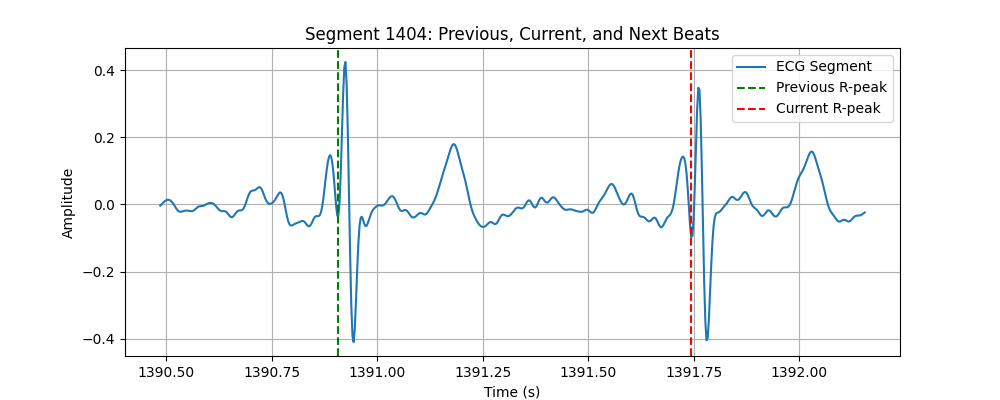 Segment 1404: Previous, Current, and Next Beats
ECG Segment
Previous R-peak
Current R-peak
Amplitude
0.4
0.2
0.0
−0.2
−0.4
1390.50 1390.75 1391.00 1391.25 1391.50 1391.75 1392.00
Time (s)